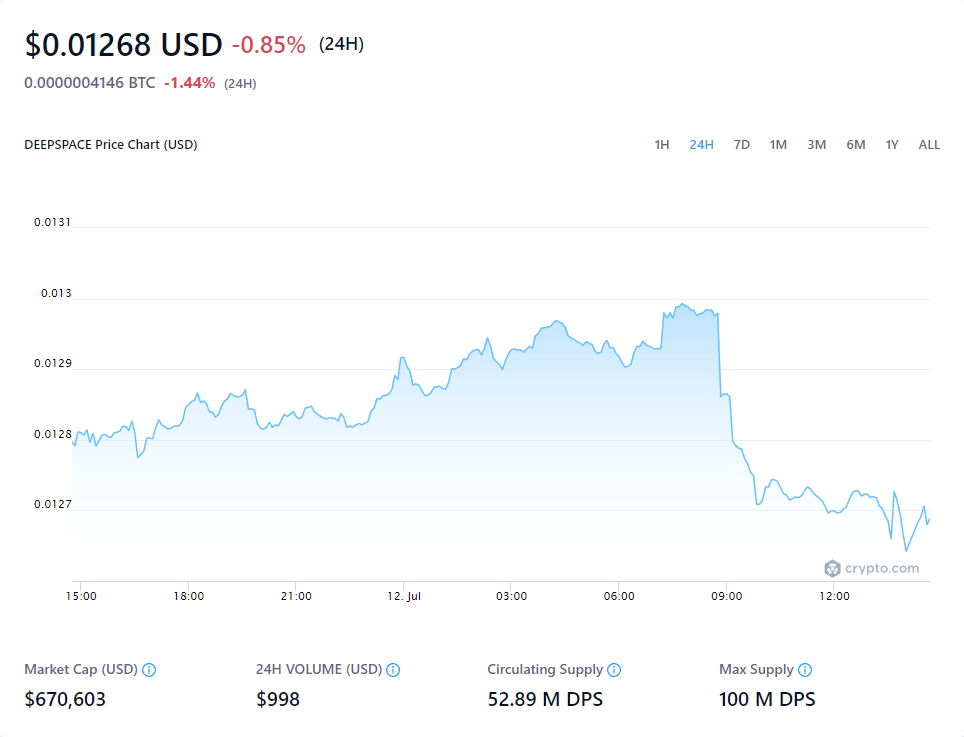 $0.01268 USD -0.85% (24H)
0.0000004146 BTC -1.44% (24H)
DEEPSPACE Price Chart (USD) 1H 24H 7D 1M 3M 6M 1Y ALL
0.0131
0.013
0.0129
0.0128
0.0127
crypto.com
15:00 18:00 21:00 12. Jul 03:00 06:00 09:00 12:00
Market Cap (USD) 24H VOLUME (USD) Circulating Supply Max Supply
$670,603 $998 52.89 M DPS 100 M DPS